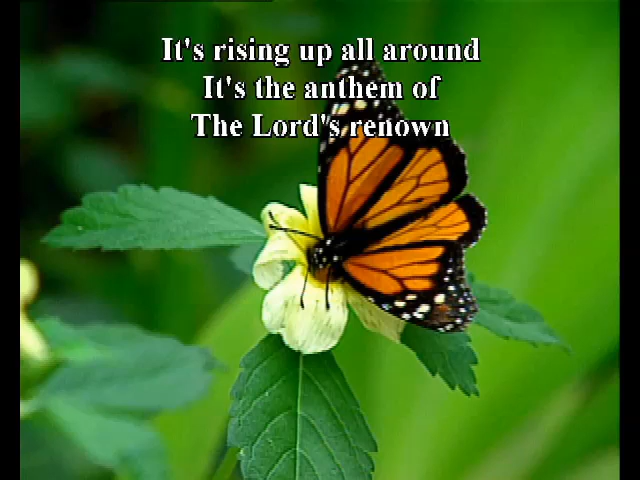 It's rising up all around
It's the anthem of
The Lord's renown